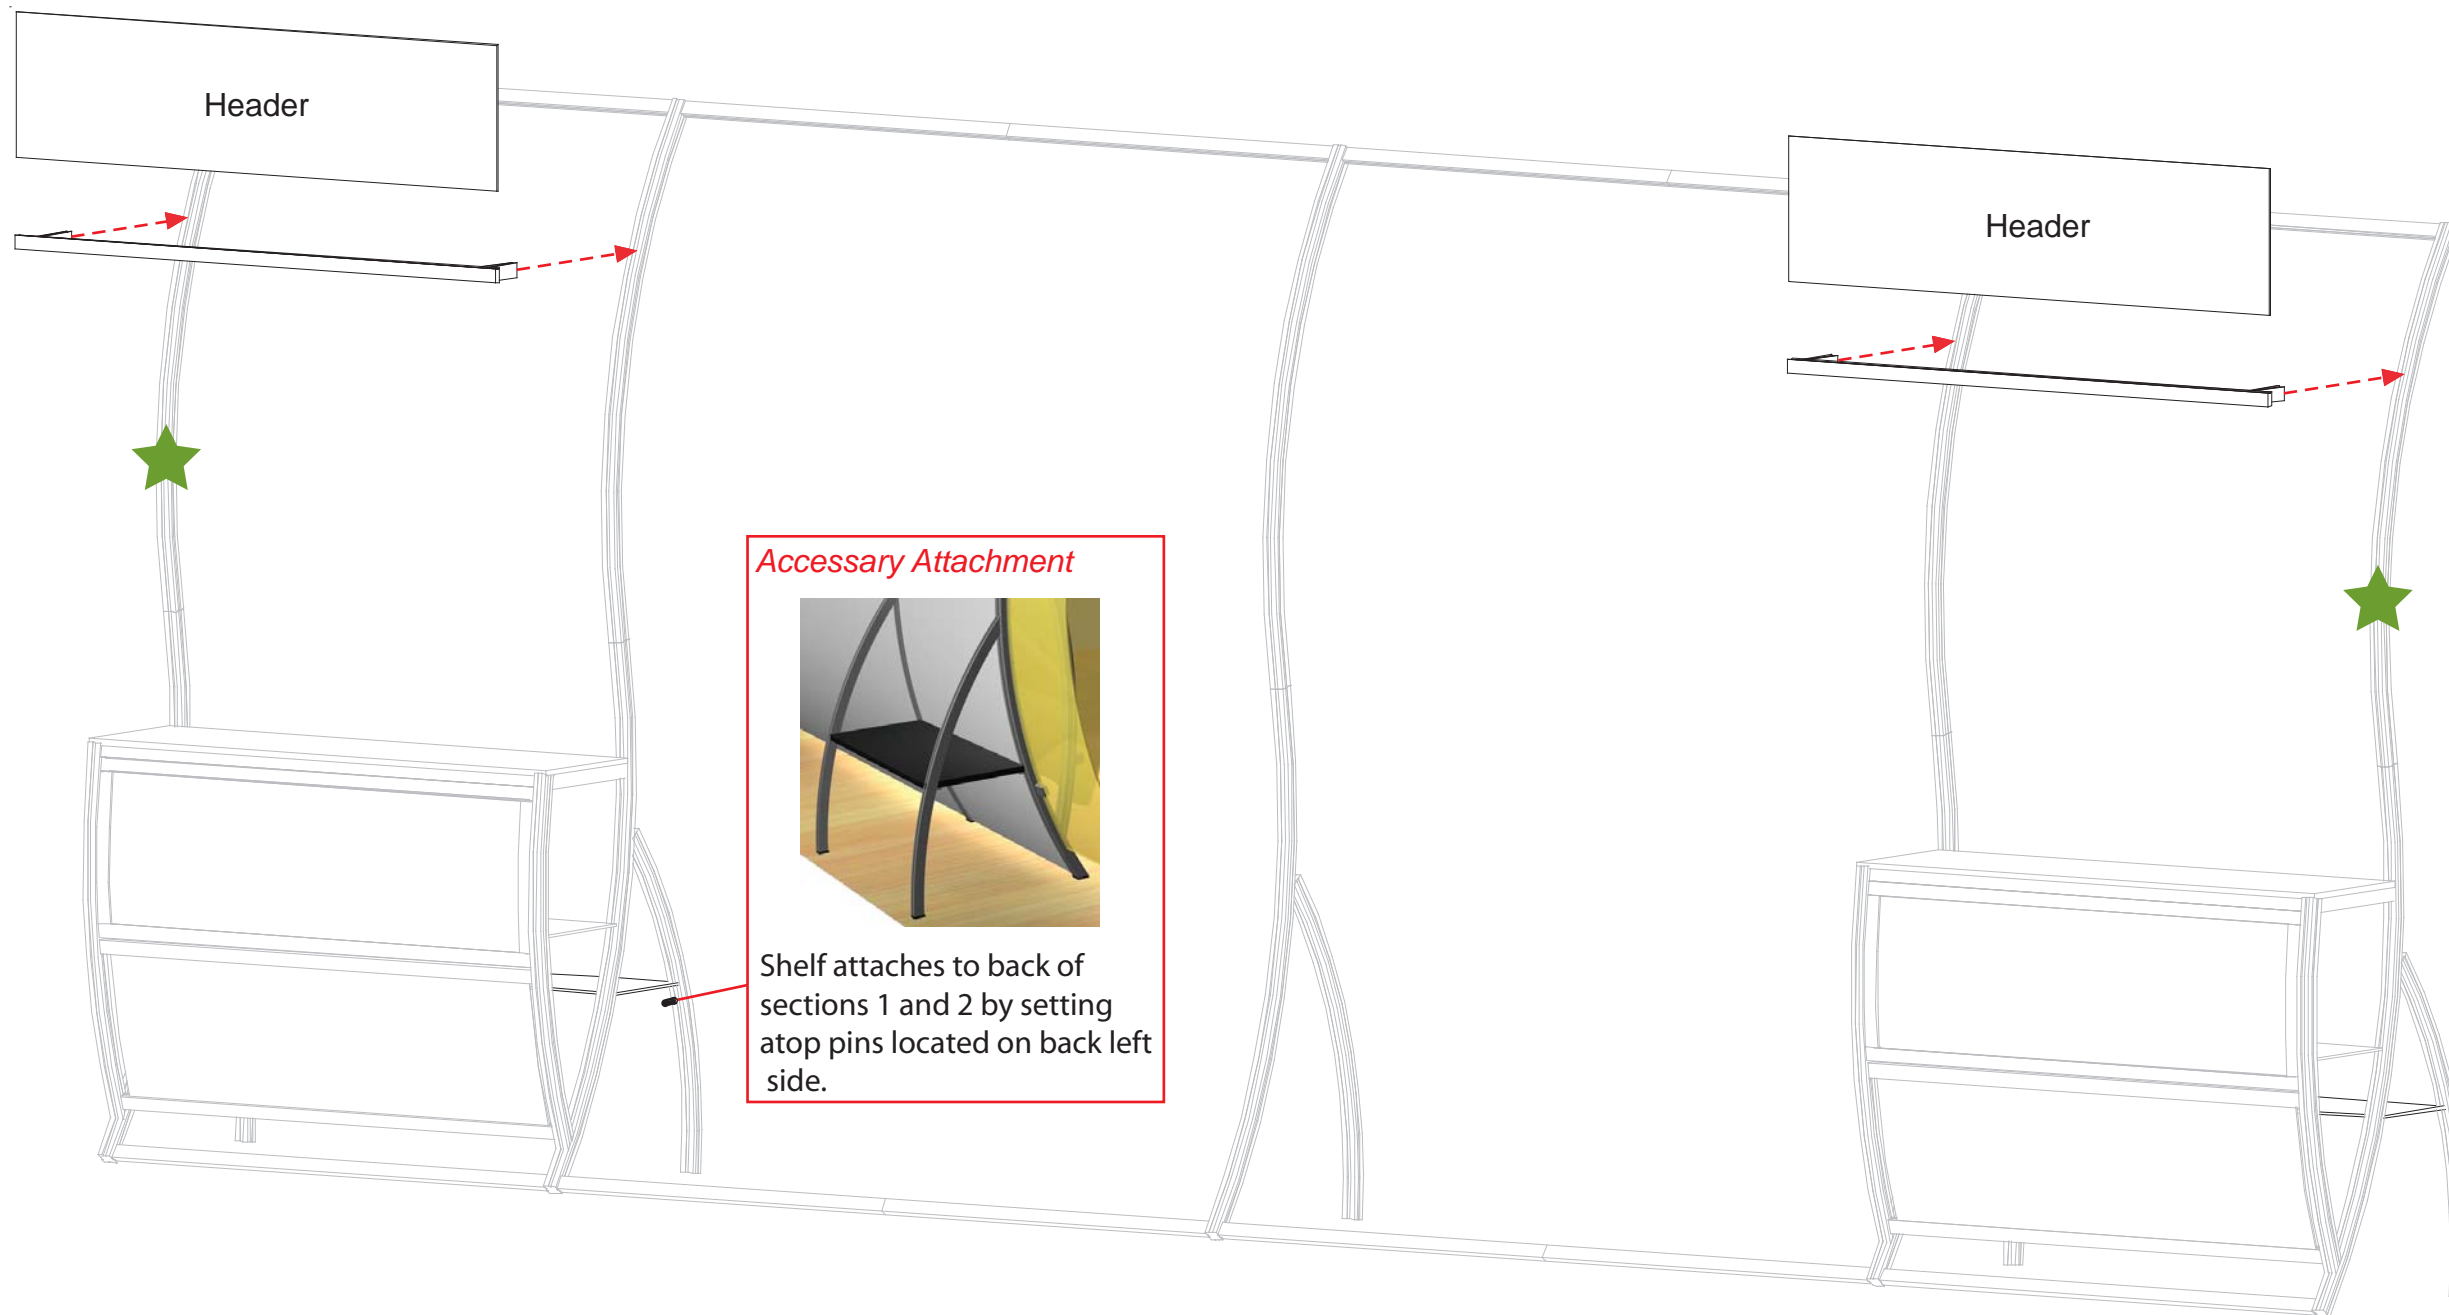 Header
Header
Accessary Attachment
Shelf attaches to back of
sections 1 and 2 by setting
atop pins located on back left
side.